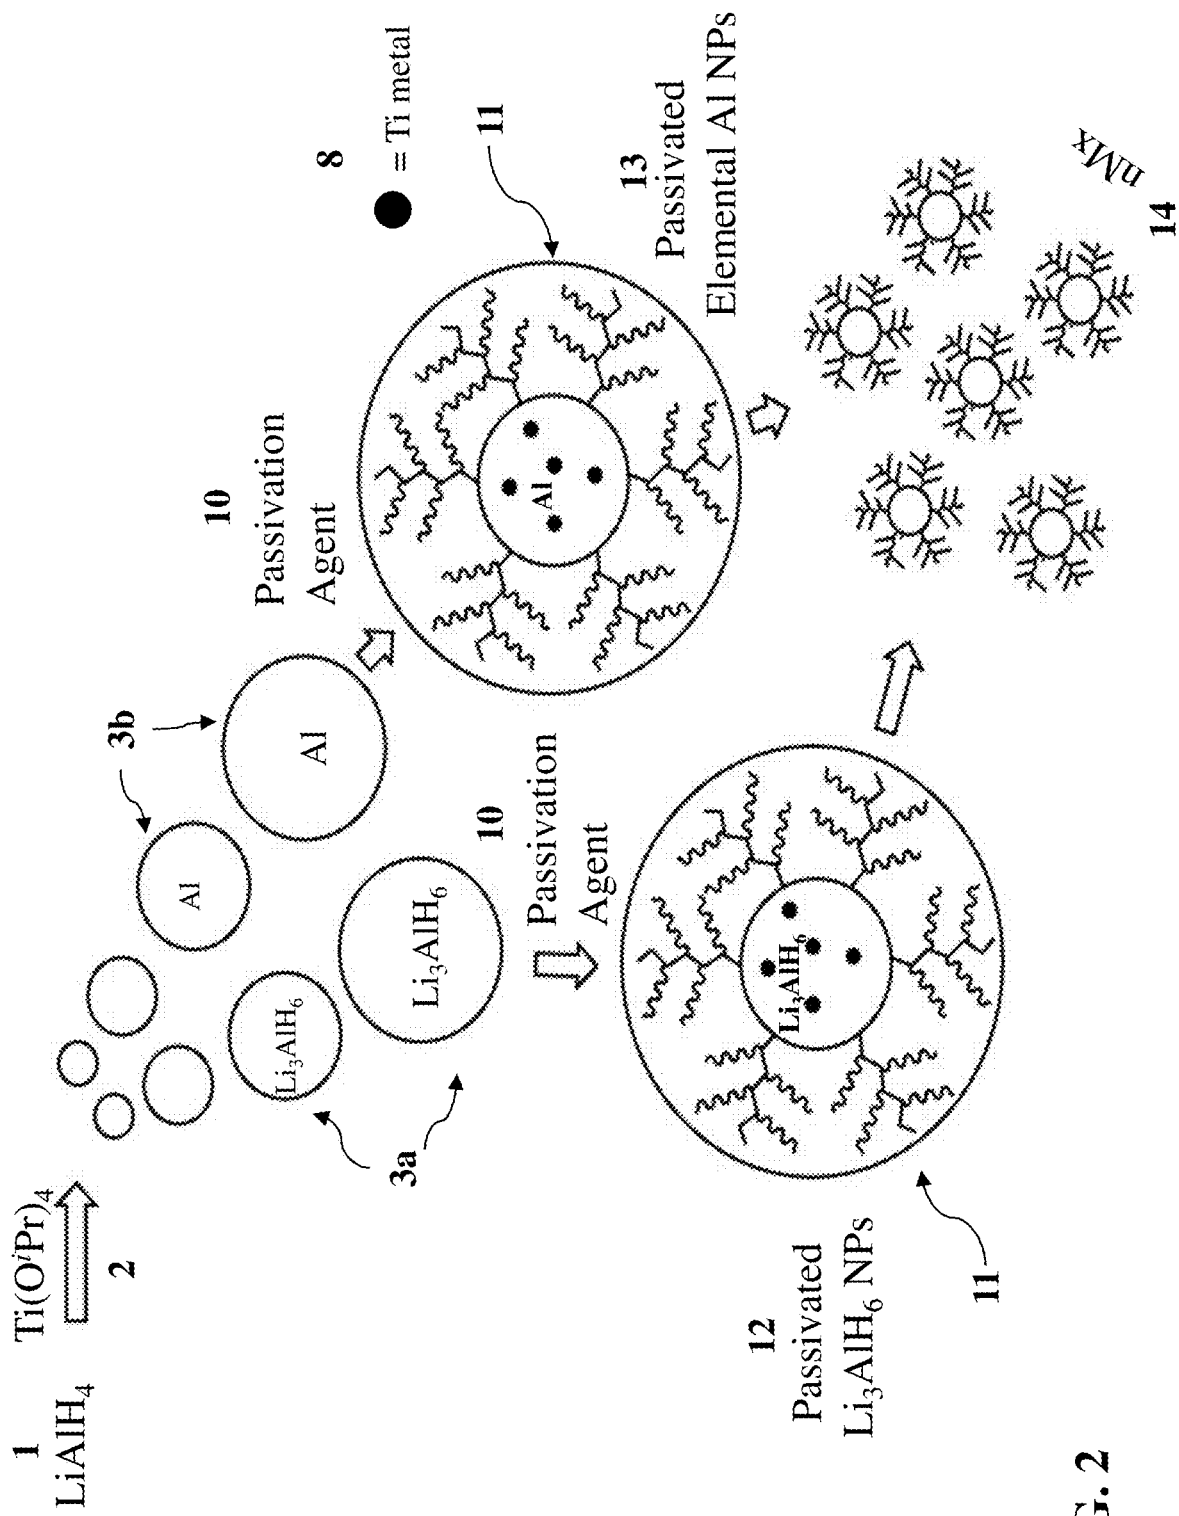 1
LiAlH4
Ti(OiPr)4
2
3a
3b
Al
Al
Li3AlH6
Li3AlH6
10
Passivation
Agent
10
Passivation
Agent
8
= Ti metal
11
Al
13
Passivated
Elemental Al NPs
Li3AlH6
12
Passivated
Li3AlH6 NPs
11
nMx
14
G. 2